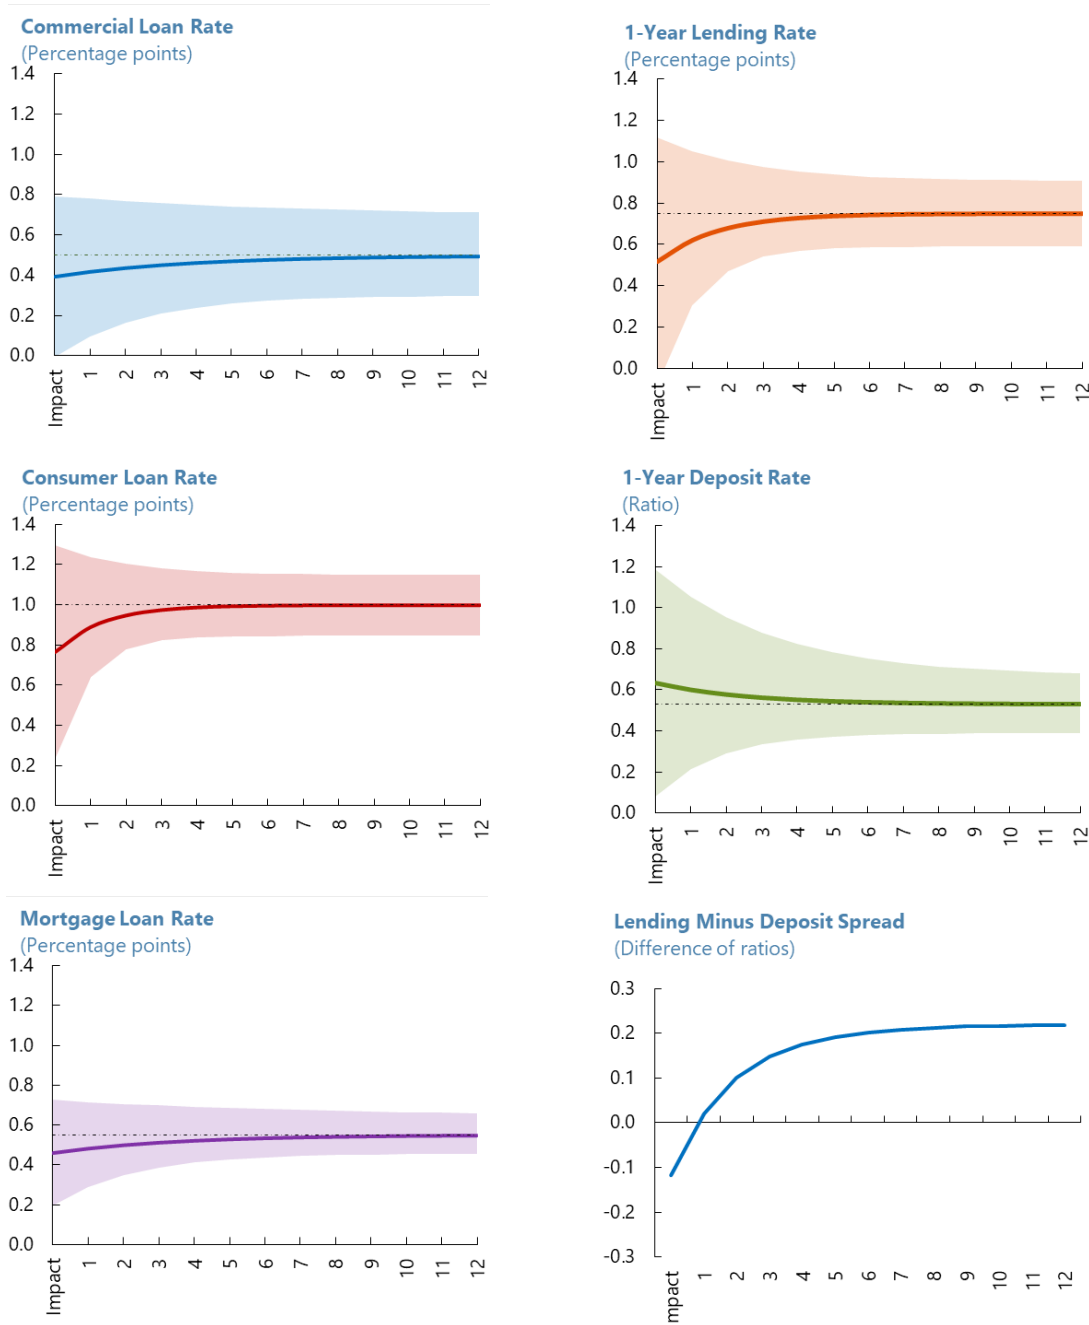 Commercial Loan Rate
(Percentage points)
1.4
1.2
1.0
0.8
0.6
0.4
0.2
0.0
Impact 1 2 3 4 5 6 7 8 9 10 11 12
1-Year Lending Rate
(Percentage points)
1.4
1.2
1.0
0.8
0.6
0.4
0.2
0.0
Impact 1 2 3 4 5 6 7 8 9 10 11 12
Consumer Loan Rate
(Percentage points)
1.4
1.2
1.0
0.8
0.6
0.4
0.2
0.0
Impact 1 2 3 4 5 6 7 8 9 10 11 12
1-Year Deposit Rate
(Ratio)
1.4
1.2
1.0
0.8
0.6
0.4
0.2
0.0
Impact 1 2 3 4 5 6 7 8 9 10 11 12
Mortgage Loan Rate
(Percentage points)
1.4
1.2
1.0
0.8
0.6
0.4
0.2
0.0
Impact 1 2 3 4 5 6 7 8 9 10 11 12
Lending Minus Deposit Spread
(Difference of ratios)
0.3
0.2
0.1
0.0
-0.1
-0.2
-0.3
mpact 1 2 3 4 5 6 7 8 9 10 11 12